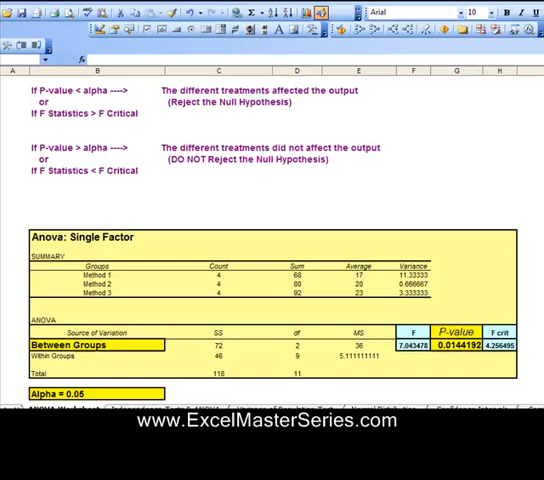 Arial 10 B I U
fx
A B C D E F G H
If P-value < alpha ----> The different treatments affected the output
or (Reject the Null Hypothesis)
If F Statistics > F Critical
If P-value > alpha ----> The different treatments did not affect the output
or (DO NOT Reject the Null Hypothesis)
If F Statistics < F Critical
Anova: Single Factor
SUMMARY
Groups Count Sum Average Variance
Method 1 4 68 17 11.33333
Method 2 4 80 20 0.666667
Method 3 4 92 23 3.333333
ANOVA
Source of Variation SS df MS F P-value F crit
Between Groups 72 2 36 7.043478 0.0144192 4.256495
Within Groups 46 9 5.111111111
Total 118 11
Alpha = 0.05
www.ExcelMasterSeries.com